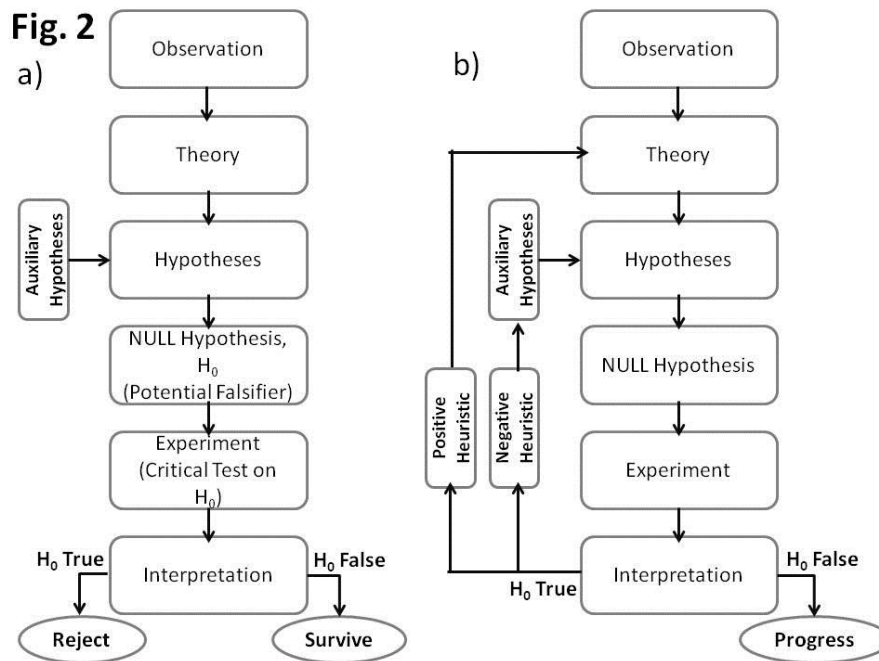 Fig. 2
a)
Observation
Theory
Auxiliary
Hypotheses
Hypotheses
NULL Hypothesis,
H₀
(Potential Falsifier)
Experiment
(Critical Test on
H₀)
H₀ True
Interpretation
H₀ False
Reject
Survive
b)
Observation
Theory
Auxiliary
Hypotheses
Hypotheses
NULL Hypothesis
Positive
Heuristic
Negative
Heuristic
Experiment
H₀ True
Interpretation
H₀ False
Progress